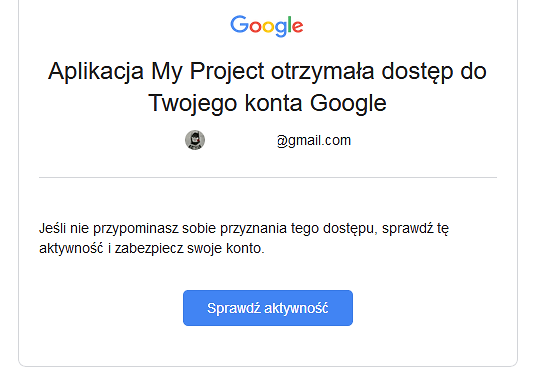 Google
Aplikacja My Project otrzymała dostęp do
Twojego konta Google
@gmail.com
Jeśli nie przypominasz sobie przyznania tego dostępu, sprawdź tę
aktywność i zabezpiecz swoje konto.
Sprawdź aktywność